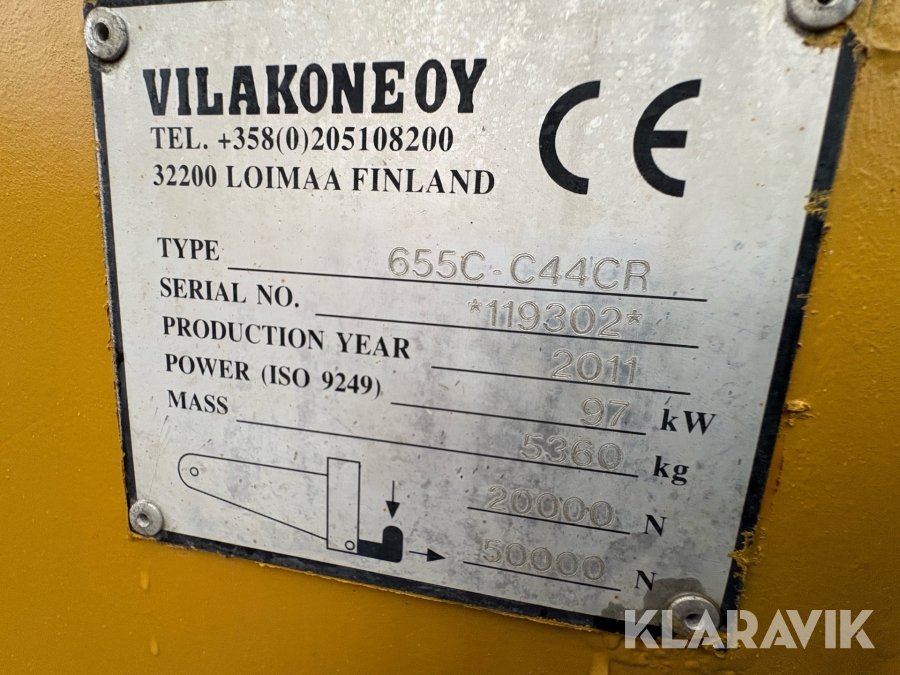 VILAKONE OY
TEL. +358(0)205108200
32200 LOIMAA FINLAND
CE
TYPE 655C-C44CR
SERIAL NO. *119302*
PRODUCTION YEAR 2011
POWER (ISO 9249) 97 kW
MASS 5360 kg
20000 N
50000 N
KLARAVIK